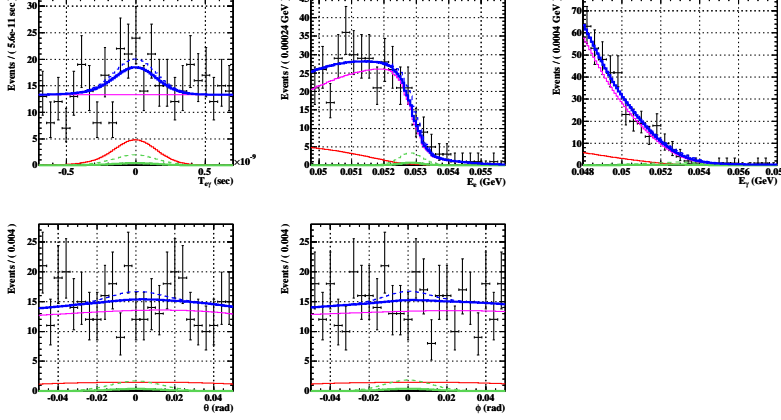 Events / ( 5.6e-11 sec
30
25
20
15
10
5
0
-0.5 0 0.5
×10⁻⁹
T_eγ (sec)
Events / ( 0.00024 GeV
40
35
30
25
20
15
10
5
0
0.05 0.051 0.052 0.053 0.054 0.055
E_e (GeV)
Events / ( 0.0004 GeV
70
60
50
40
30
20
10
0
0.048 0.05 0.052 0.054 0.056
E_γ (GeV)
Events / ( 0.004 )
25
20
15
10
5
0
-0.04 -0.02 0 0.02 0.04
θ (rad)
Events / ( 0.004 )
25
20
15
10
5
0
-0.04 -0.02 0 0.02 0.04
φ (rad)